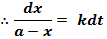 ∴ dx/(a − x) = kdt